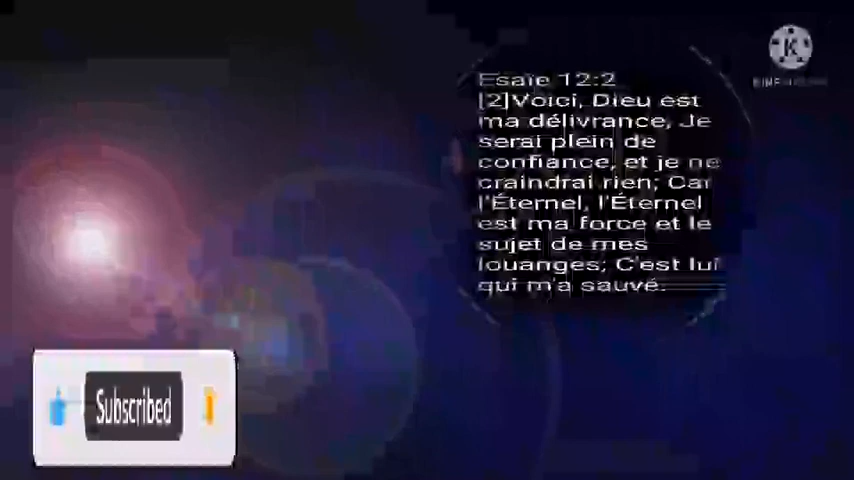 Esaïe 12:2
[2]Voici, Dieu est
ma délivrance, Je
serai plein de
confiance, et je ne
craindrai rien; Car
l'Éternel, l'Éternel
est ma force et le
sujet de mes
louanges; C'est lui
qui m'a sauvé.
K
Subscribed